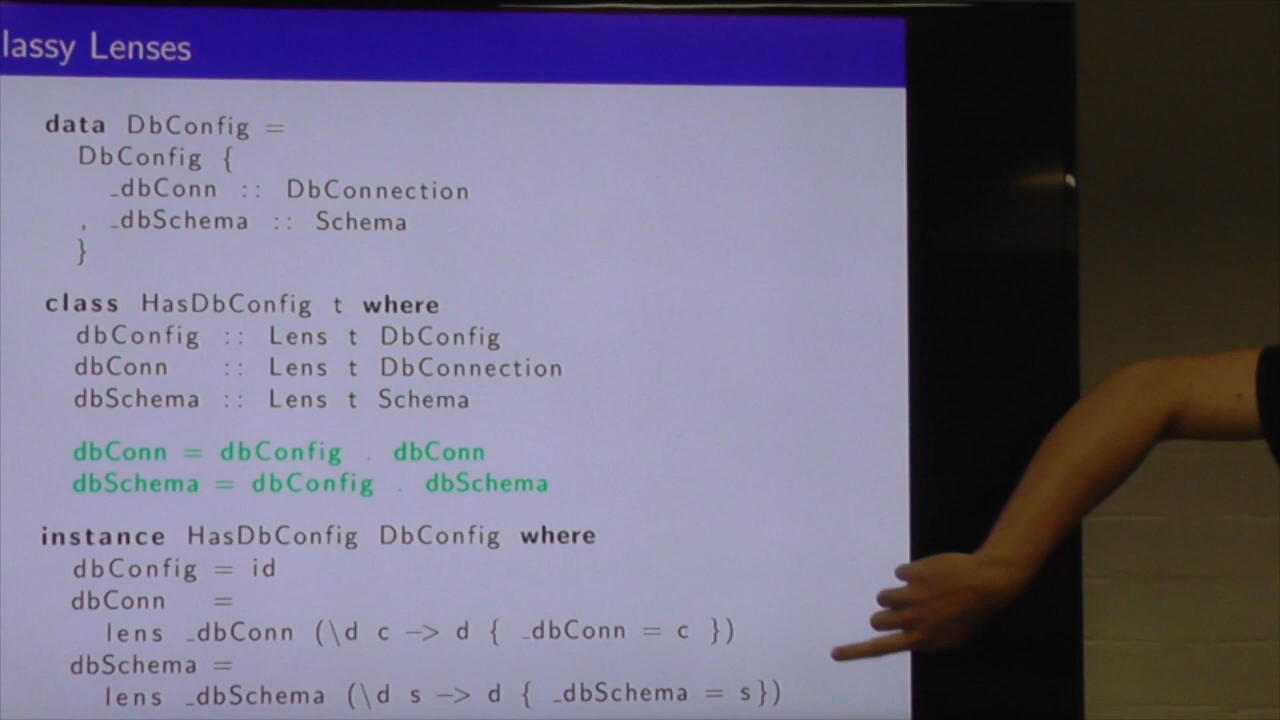 lassy Lenses
data DbConfig =
DbConfig {
_dbConn :: DbConnection
, _dbSchema :: Schema
}
class HasDbConfig t where
dbConfig :: Lens t DbConfig
dbConn :: Lens t DbConnection
dbSchema :: Lens t Schema
dbConn = dbConfig . dbConn
dbSchema = dbConfig . dbSchema
instance HasDbConfig DbConfig where
dbConfig = id
dbConn =
lens _dbConn (\d c -> d { _dbConn = c })
dbSchema =
lens _dbSchema (\d s -> d { _dbSchema = s})